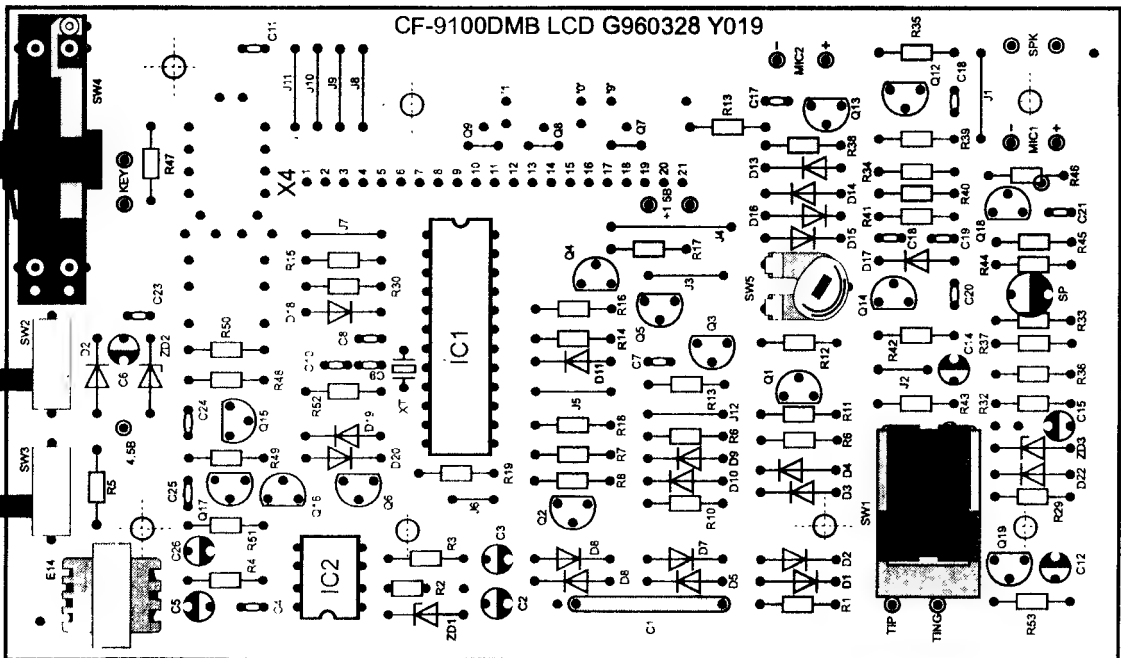 CF-9100DMB LCD G960328 Y019
SW4
C11
J11
J10
J9
J8
R47
KEY
X4
1
2
3
4
5
6
7
8
9
10
11
12
13
14
15
16
17
18
19
20
21
Q9
"1
Q8
"0"
"9"
Q7
R13
C17
MIC2
-
+
Q13
R35
Q12
C18
J1
SPK
R38
D13
D14
D16
D15
R39
R34
R40
R41
C18
C19
D17
MIC1
-
+
R46
Q18
C21
R45
R44
+1 5B
J4
R17
J3
Q4
J7
R15
R30
D18
C8
IC1
R16
R14
D11
Q5
Q3
C7
R13
SW5
R12
Q14
C20
SP
R33
R37
R36
R42
C14
J2
R43
R32
C15
SW2
D2
C6
ZD2
C23
R50
R48
C24
Q15
R52
XT
D19
D20
R49
J5
R18
R7
R8
J12
R6
D9
D10
R10
Q1
R11
R6
D4
D3
ZD3
D22
R29
SW3
4.5B
R5
C25
Q17
Q16
Q6
R19
J6
Q2
SW1
Q19
C12
E14
C26
R51
R4
C5
C4
IC2
R3
R2
ZD1
C3
C2
D8
D8
D7
D5
C1
D2
D1
R1
TIP
TING
R53